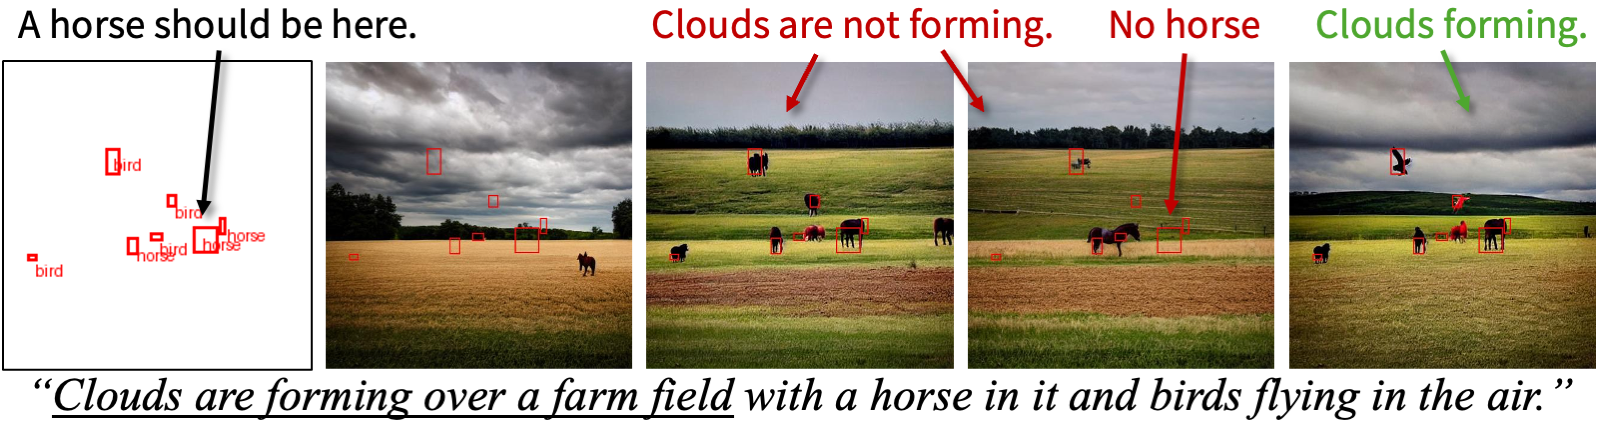 A horse should be here.
Clouds are not forming.
No horse
Clouds forming.
bird
bird
horse
bird
horse
horse
bird
“Clouds are forming over a farm field with a horse in it and birds flying in the air.”